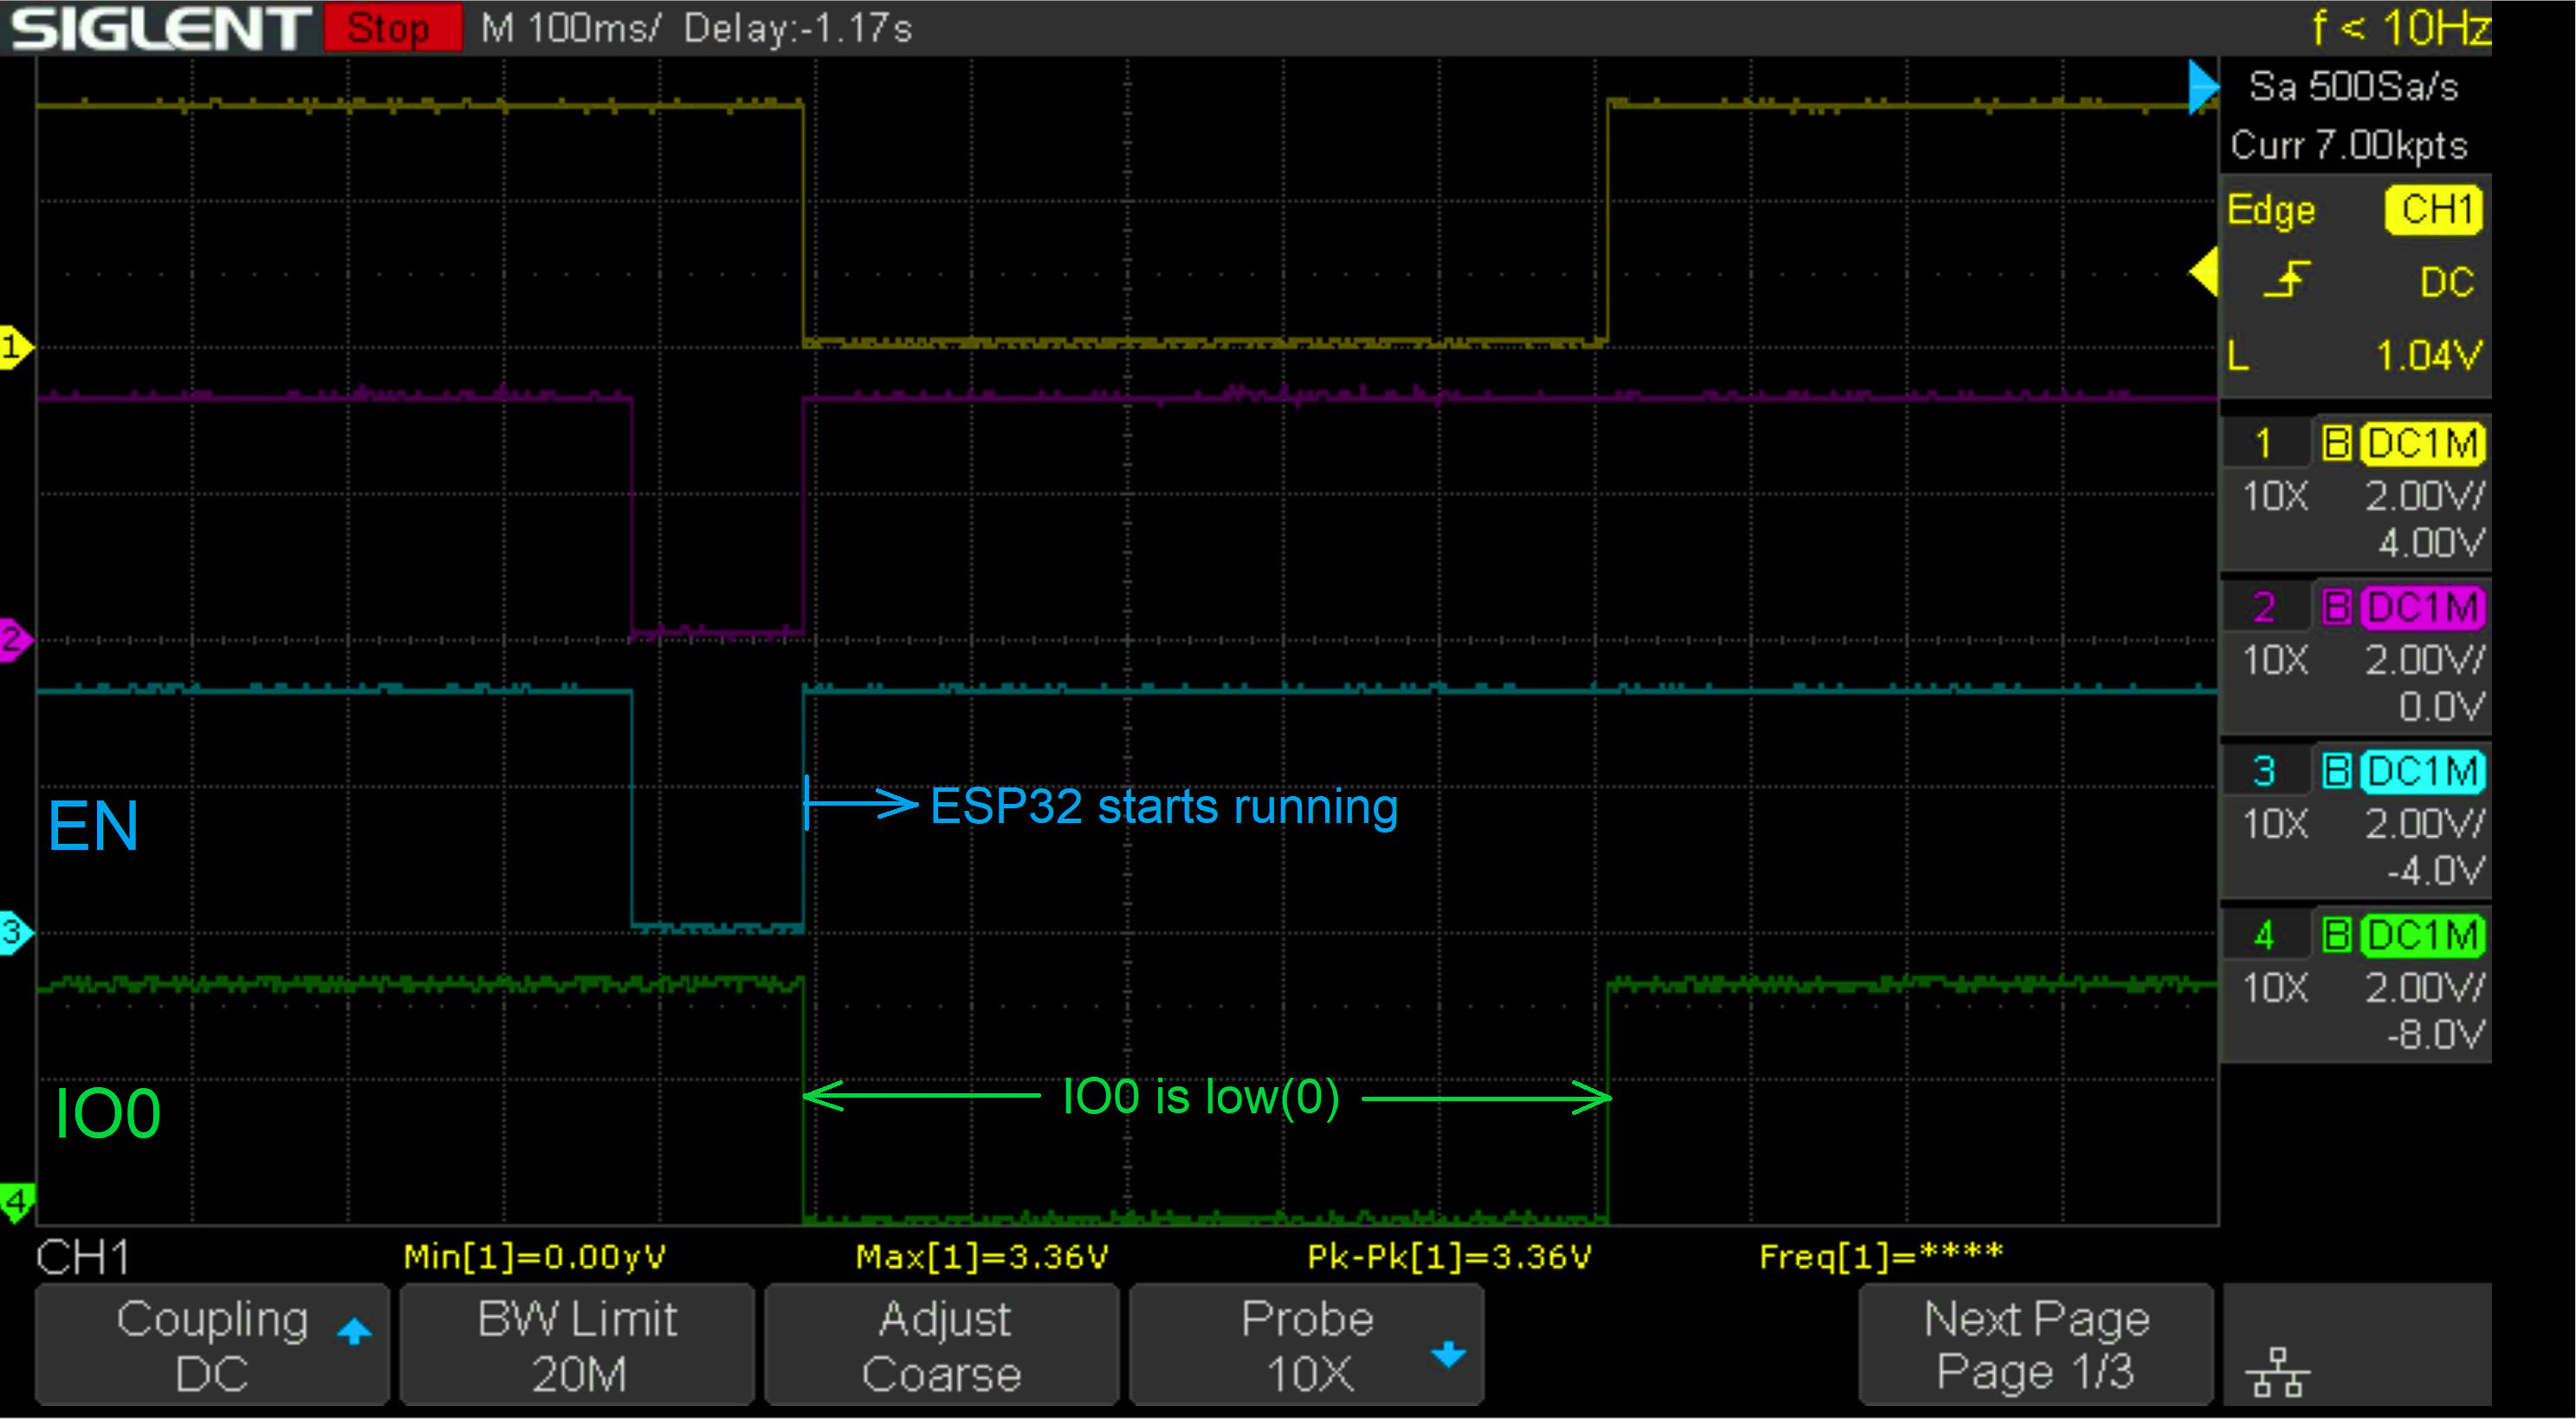 SIGLENT Stop M 100ms/ Delay:-1.17s f < 10Hz
Sa 500Sa/s
Curr 7.00kpts
Edge CH1
DC
L 1.04V
1
1 B DC1M
10X 2.00V/
4.00V
2
2 B DC1M
10X 2.00V/
0.0V
3 B DC1M
10X 2.00V/
-4.0V
EN
ESP32 starts running
3
4 B DC1M
10X 2.00V/
-8.0V
IO0
IO0 is low(0)
4
CH1 Min[1]=0.00yV Max[1]=3.36V Pk-Pk[1]=3.36V Freq[1]=****
Coupling
DC
BW Limit
20M
Adjust
Coarse
Probe
10X
Next Page
Page 1/3